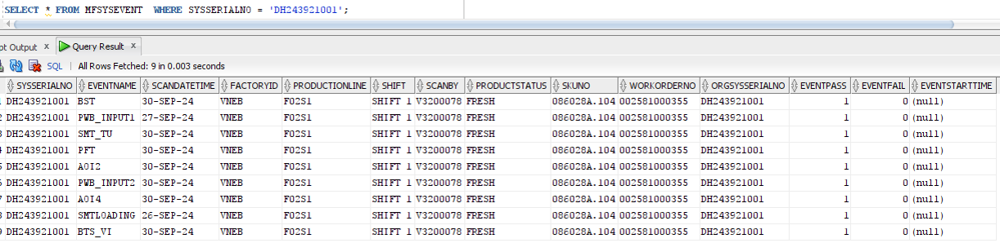 SELECT * FROM MFSYSEVENT WHERE SYSSERIALNO = 'DH243921001';
pt Output x Query Result x
SQL | All Rows Fetched: 9 in 0.003 seconds
SYSSERIALNO EVENTNAME SCANDATETIME FACTORYID PRODUCTIONLINE SHIFT SCANBY PRODUCTSTATUS SKUNO WORKORDERNO ORGSYSSERIALNO EVENTPASS EVENTFAIL EVENTSTARTTIME
1 DH243921001 BST 30-SEP-24 VNEB F02S1 SHIFT 1 V3200078 FRESH 086028A.104 002581000355 DH243921001 1 0 (null)
2 DH243921001 PWB_INPUT1 27-SEP-24 VNEB F02S1 SHIFT 1 V3200078 FRESH 086028A.104 002581000355 DH243921001 1 0 (null)
3 DH243921001 SMT_TU 30-SEP-24 VNEB F02S1 SHIFT 1 V3200078 FRESH 086028A.104 002581000355 DH243921001 1 0 (null)
4 DH243921001 PFT 30-SEP-24 VNEB F02S1 SHIFT 1 V3200078 FRESH 086028A.104 002581000355 DH243921001 1 0 (null)
5 DH243921001 AOI2 30-SEP-24 VNEB F02S1 SHIFT 1 V3200078 FRESH 086028A.104 002581000355 DH243921001 1 0 (null)
6 DH243921001 PWB_INPUT2 30-SEP-24 VNEB F02S1 SHIFT 1 V3200078 FRESH 086028A.104 002581000355 DH243921001 1 0 (null)
7 DH243921001 AOI4 30-SEP-24 VNEB F02S1 SHIFT 1 V3200078 FRESH 086028A.104 002581000355 DH243921001 1 0 (null)
8 DH243921001 SMTLOADING 26-SEP-24 VNEB F02S1 SHIFT 1 V3200078 FRESH 086028A.104 002581000355 DH243921001 1 0 (null)
9 DH243921001 BTS_VI 30-SEP-24 VNEB F02S1 SHIFT 1 V3200078 FRESH 086028A.104 002581000355 DH243921001 1 0 (null)